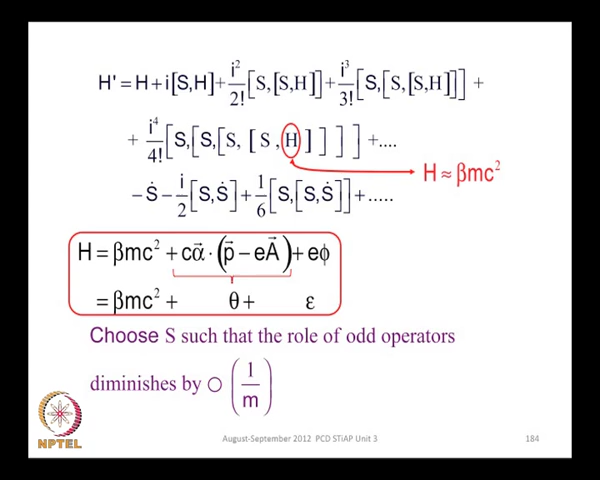 H' = H + i[S,H] + i²/2! [S,[S,H]] + i³/3! [S,[S,[S,H]]] +
+ i⁴/4! [S,[S,[S, [ S ,H ] ] ] ] +....
H ≈ βmc²
−Ṡ − i/2 [S,Ṡ] + 1/6 [S,[S,Ṡ]] + .....
H = βmc² + cα⃗ · (p⃗ − eA⃗) + eϕ
= βmc² + θ + ε
Choose S such that the role of odd operators
diminishes by O (1/m)
NPTEL
August-September 2012 PCD STiAP Unit 3
184